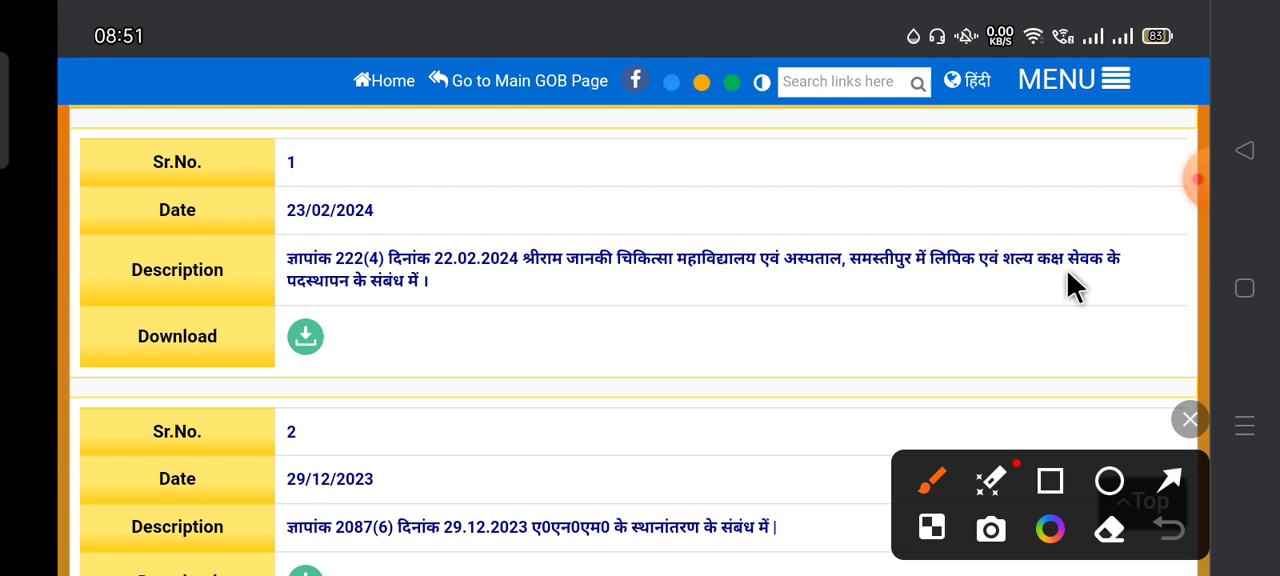 08:51
0.00
KB/S
83
Home
Go to Main GOB Page
Search links here
हिंदी
MENU
Sr.No.
1
Date
23/02/2024
Description
ज्ञापांक 222(4) दिनांक 22.02.2024 श्रीराम जानकी चिकित्सा महाविद्यालय एवं अस्पताल, समस्तीपुर में लिपिक एवं शल्य कक्ष सेवक के
पदस्थापन के संबंध में ।
Download
Sr.No.
2
Date
29/12/2023
Description
ज्ञापांक 2087(6) दिनांक 29.12.2023 ए0एन0एम0 के स्थानांतरण के संबंध में |
Top